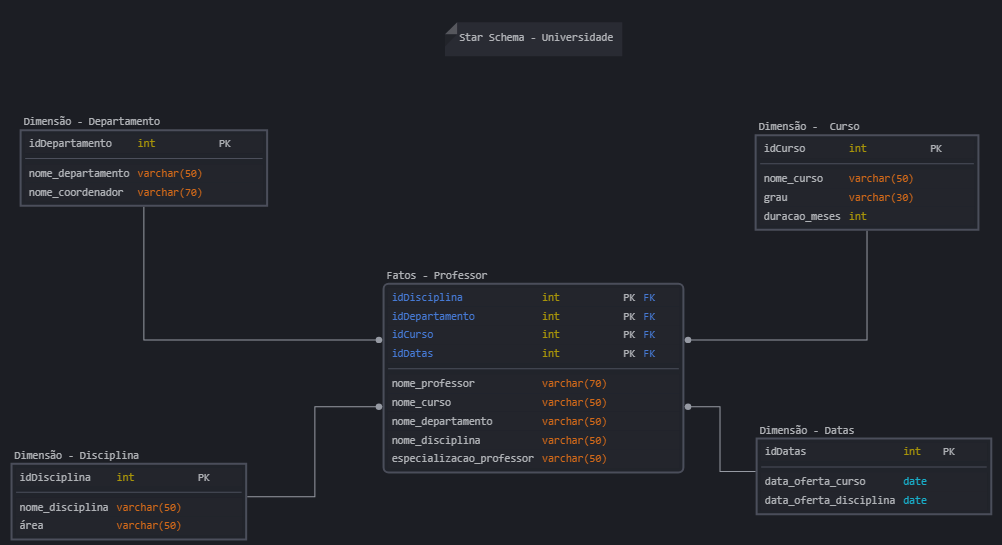 Star Schema - Universidade
Dimensão - Departamento
idDepartamento int PK
nome_departamento varchar(50)
nome_coordenador varchar(70)
Dimensão - Curso
idCurso int PK
nome_curso varchar(50)
grau varchar(30)
duracao_meses int
Fatos - Professor
idDisciplina int PK FK
idDepartamento int PK FK
idCurso int PK FK
idDatas int PK FK
nome_professor varchar(70)
nome_curso varchar(50)
nome_departamento varchar(50)
nome_disciplina varchar(50)
especializacao_professor varchar(50)
Dimensão - Disciplina
idDisciplina int PK
nome_disciplina varchar(50)
área varchar(50)
Dimensão - Datas
idDatas int PK
data_oferta_curso date
data_oferta_disciplina date